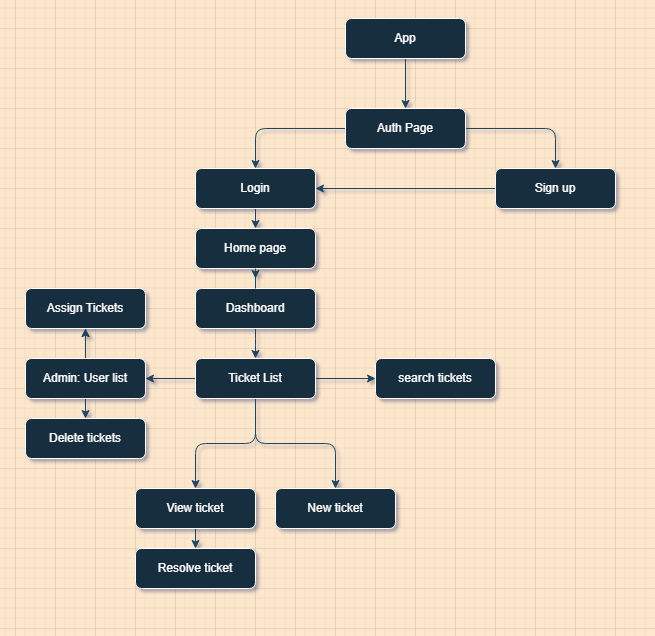 App
Auth Page
Login
Sign up
Home page
Assign Tickets
Dashboard
Admin: User list
Ticket List
search tickets
Delete tickets
View ticket
New ticket
Resolve ticket